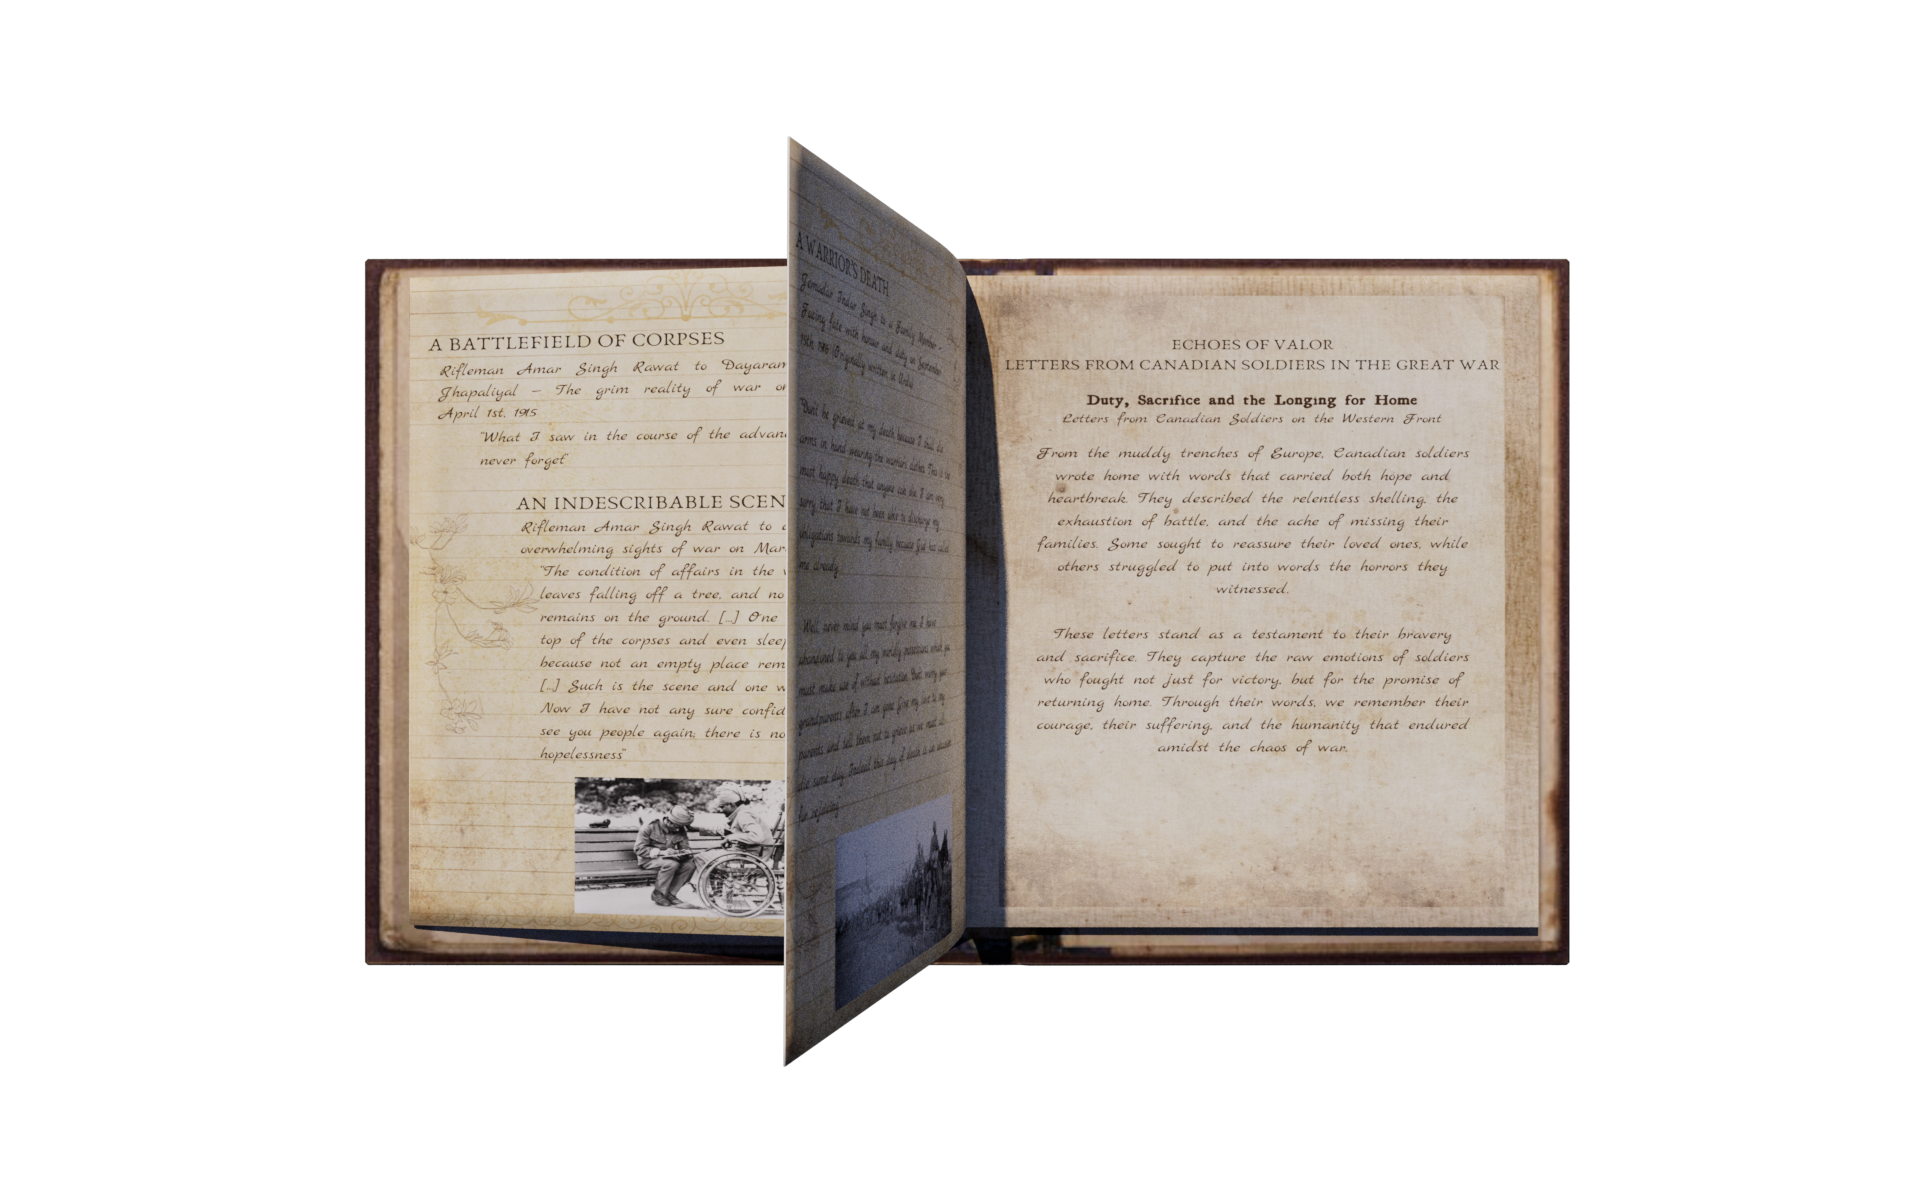 A BATTLEFIELD OF CORPSES
Rifleman Amar Singh Rawat to Dayaram
Jhapaliyal – The grim reality of war on
April 1st, 1915
"What I saw in the course of the advan
never forget
AN INDESCRIBABLE SCEN
Rifleman Amar Singh Rawat to a
overwhelming sights of war on Mar
"The condition of affairs in the w
leaves falling off a tree, and no
remains on the ground. [...] One
top of the corpses and even sleep
because not an empty place rem
[...] Such is the scene and one w
Now I have not any sure confid
see you people again; there is no
hopelessness"
A WARRIOR'S DEATH
Jemadar Indar Singh to a Family Member –
Facing fate with honor and duty in September
15th, 1916 (Originally written in Urdu)
"Don't be grieved at my death because I shall die
arms in hand wearing the warrior's clothes. This is the
most happy death that anyone can die. I am very
sorry that I have not been able to discharge my
obligations towards my family because God has called
me already.
Well, never mind you must forgive me. I have
abandoned to you all my worldly possessions which you
must make use of without hesitation. Don't worry your
grandparents after I am gone. Give my love to my
parents and tell them not to grieve as we must all
die some day. Indeed this day of death is an occasion
for rejoicing."
ECHOES OF VALOR
LETTERS FROM CANADIAN SOLDIERS IN THE GREAT WAR
Duty, Sacrifice and the Longing for Home
Letters from Canadian Soldiers on the Western Front
From the muddy trenches of Europe, Canadian soldiers
wrote home with words that carried both hope and
heartbreak. They described the relentless shelling, the
exhaustion of battle, and the ache of missing their
families. Some sought to reassure their loved ones, while
others struggled to put into words the horrors they
witnessed.
These letters stand as a testament to their bravery
and sacrifice. They capture the raw emotions of soldiers
who fought not just for victory, but for the promise of
returning home. Through their words, we remember their
courage, their suffering, and the humanity that endured
amidst the chaos of war.